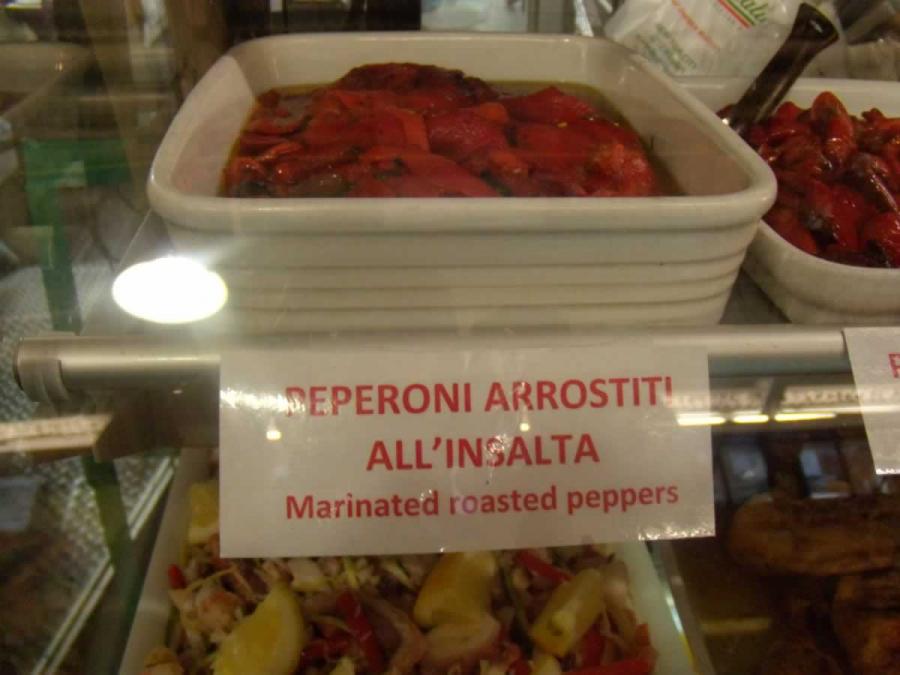 PEPERONI ARROSTITI
ALL'INSALTA
Marinated roasted peppers